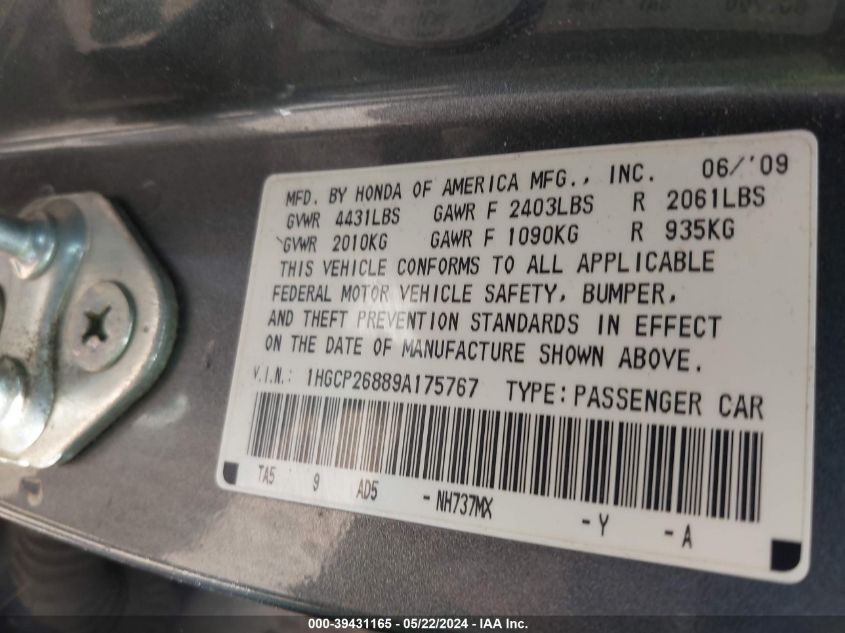 MFD. BY HONDA OF AMERICA MFG., INC. 06/'09
GVWR 4431LBS GAWR F 2403LBS R 2061LBS
GVWR 2010KG GAWR F 1090KG R 935KG
THIS VEHICLE CONFORMS TO ALL APPLICABLE
FEDERAL MOTOR VEHICLE SAFETY, BUMPER,
AND THEFT PREVENTION STANDARDS IN EFFECT
ON THE DATE OF MANUFACTURE SHOWN ABOVE.
V.I.N.: 1HGCP26889A175767 TYPE:PASSENGER CAR
TA5 9 AD5 -NH737MX -Y -A
000-39431165 - 05/22/2024 - IAA Inc.